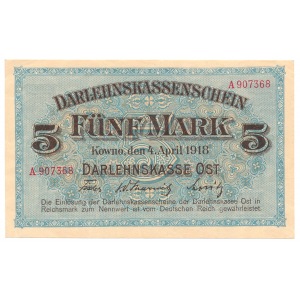 A 907368
DARLEHNSKASSENSCHEIN
5 FÜNF MARK 5
Kowno, den 4. April 1918
A 907368 DARLEHNSKASSE OST
Die Einlösung der Darlehnskassenscheine der Darlehnskasse Ost in
Reichsmark zum Nennwert ist vom Deutschen Reich gewährleistet.